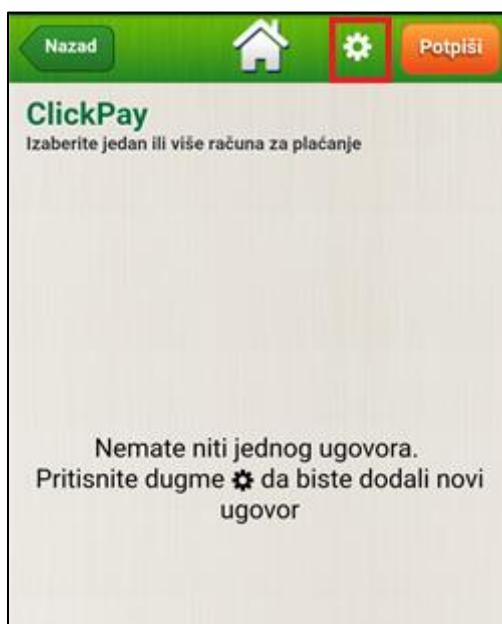 Nazad
Potpiši
ClickPay
Izaberite jedan ili više računa za plaćanje
Nemate niti jednog ugovora.
Pritisnite dugme da biste dodali novi
ugovor